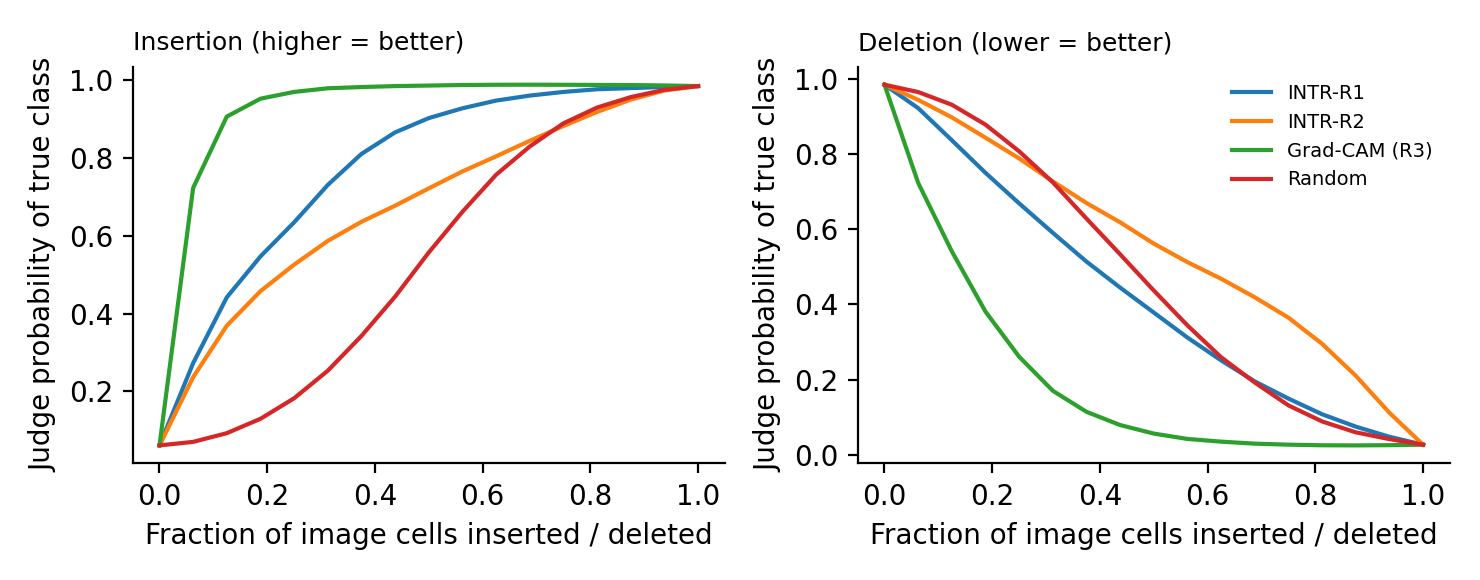 Insertion (higher = better)
Judge probability of true class
1.0
0.8
0.6
0.4
0.2
0.0 0.2 0.4 0.6 0.8 1.0
Fraction of image cells inserted / deleted
Deletion (lower = better)
Judge probability of true class
1.0
0.8
0.6
0.4
0.2
0.0
INTR-R1
INTR-R2
Grad-CAM (R3)
Random
0.0 0.2 0.4 0.6 0.8 1.0
Fraction of image cells inserted / deleted